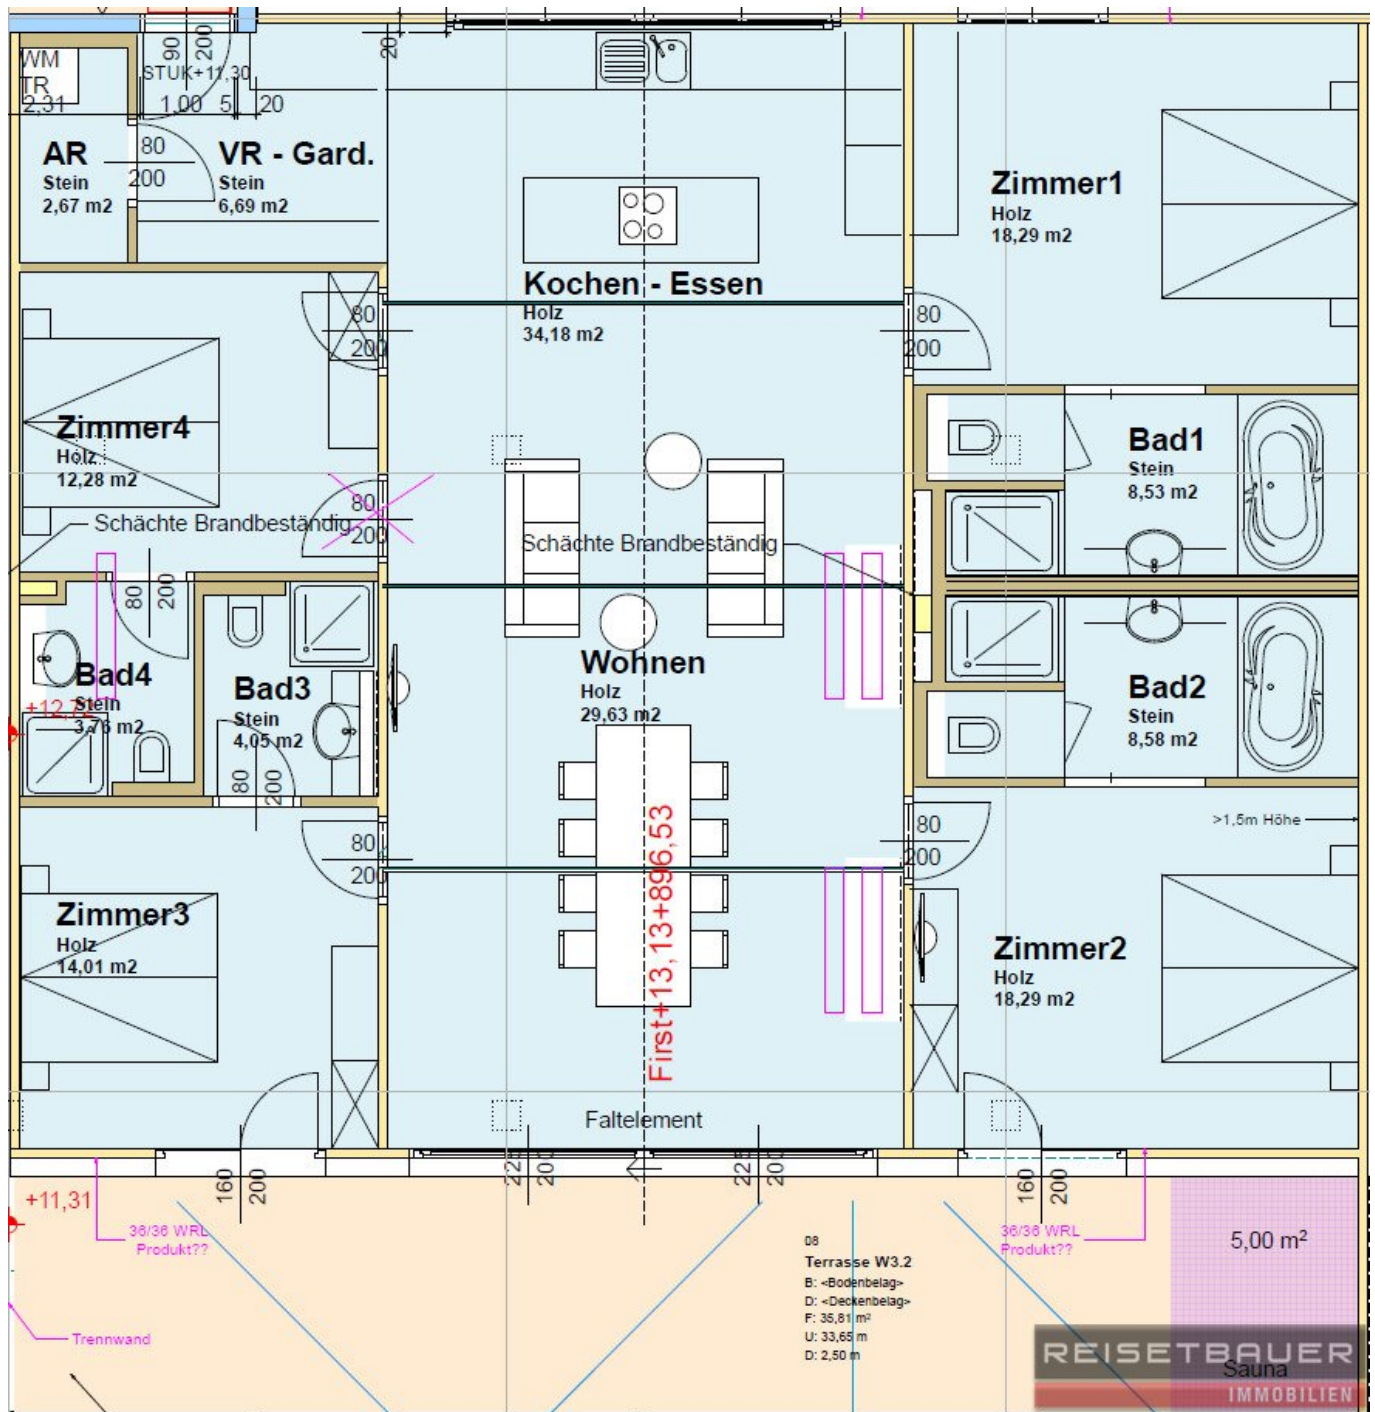 WM
TR
2,31
90
200
STUK+11,30
1,00 5 20
20
AR
Stein
2,67 m2
80
200
VR - Gard.
Stein
6,69 m2
Zimmer1
Holz
18,29 m2
Kochen - Essen
Holz
34,18 m2
80
200
80
200
Zimmer4
Holz
12,28 m2
Schächte Brandbeständig
80
200
Schächte Brandbeständig
Bad1
Stein
8,53 m2
80
200
Bad4
Stein
3,76 m2
Bad3
Stein
4,05 m2
80
200
Wohnen
Holz
29,63 m2
Bad2
Stein
8,58 m2
80
200
80
200
>1,5m Höhe
First+13,13+896,53
Zimmer3
Holz
14,01 m2
Zimmer2
Holz
18,29 m2
Faltelement
160
200
225
200
225
200
160
200
+11,31
36/36 WRL
Produkt??
36/36 WRL
Produkt??
5,00 m²
08
Terrasse W3.2
B: <Bodenbelag>
D: <Deckenbelag>
F: 35,81 m²
U: 33,65 m
D: 2,50 m
Trennwand
REISETBAUER
Sauna
IMMOBILIEN